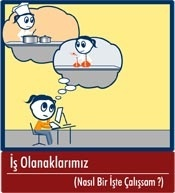 İş Olanaklarımız
(Nasıl Bir İşte Çalışsam ?)